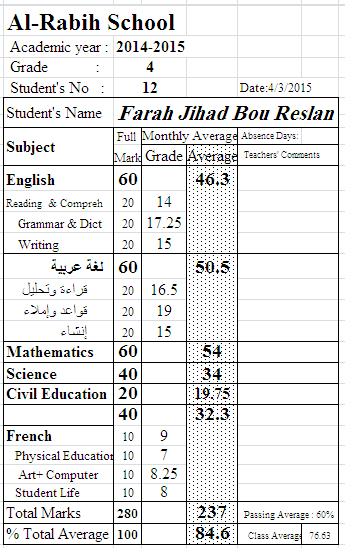 Al-Rabih School
Academic year : 2014-2015
Grade : 4
Student's No : 12 Date:4/3/2015
Student's Name Farah Jihad Bou Reslan
Subject Full Mark Monthly Average Absence Days:
Grade Average Teachers' Comments
English 60 46.3
Reading & Compreh 20 14
Grammar & Dict 20 17.25
Writing 20 15
لغة عربية 60 50.5
قراءة وتحليل 20 16.5
قواعد وإملاء 20 19
إنشاء 20 15
Mathematics 60 54
Science 40 34
Civil Education 20 19.75
40 32.3
French 10 9
Physical Education 10 7
Art+ Computer 10 8.25
Student Life 10 8
Total Marks 280 237 Passing Average : 60%
% Total Average 100 84.6 Class Average 76.63